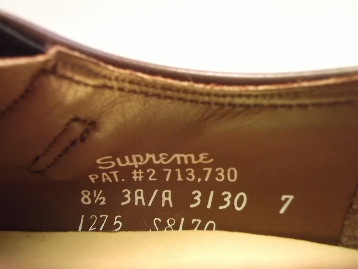 Supreme
PAT. #2 713,730
8½ 3A/A 3130 7
1275 S8170